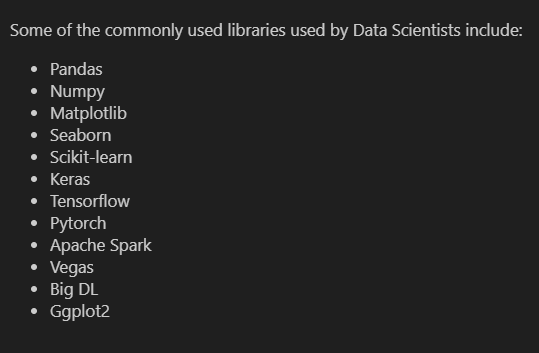 Some of the commonly used libraries used by Data Scientists include:
• Pandas
• Numpy
• Matplotlib
• Seaborn
• Scikit-learn
• Keras
• Tensorflow
• Pytorch
• Apache Spark
• Vegas
• Big DL
• Ggplot2